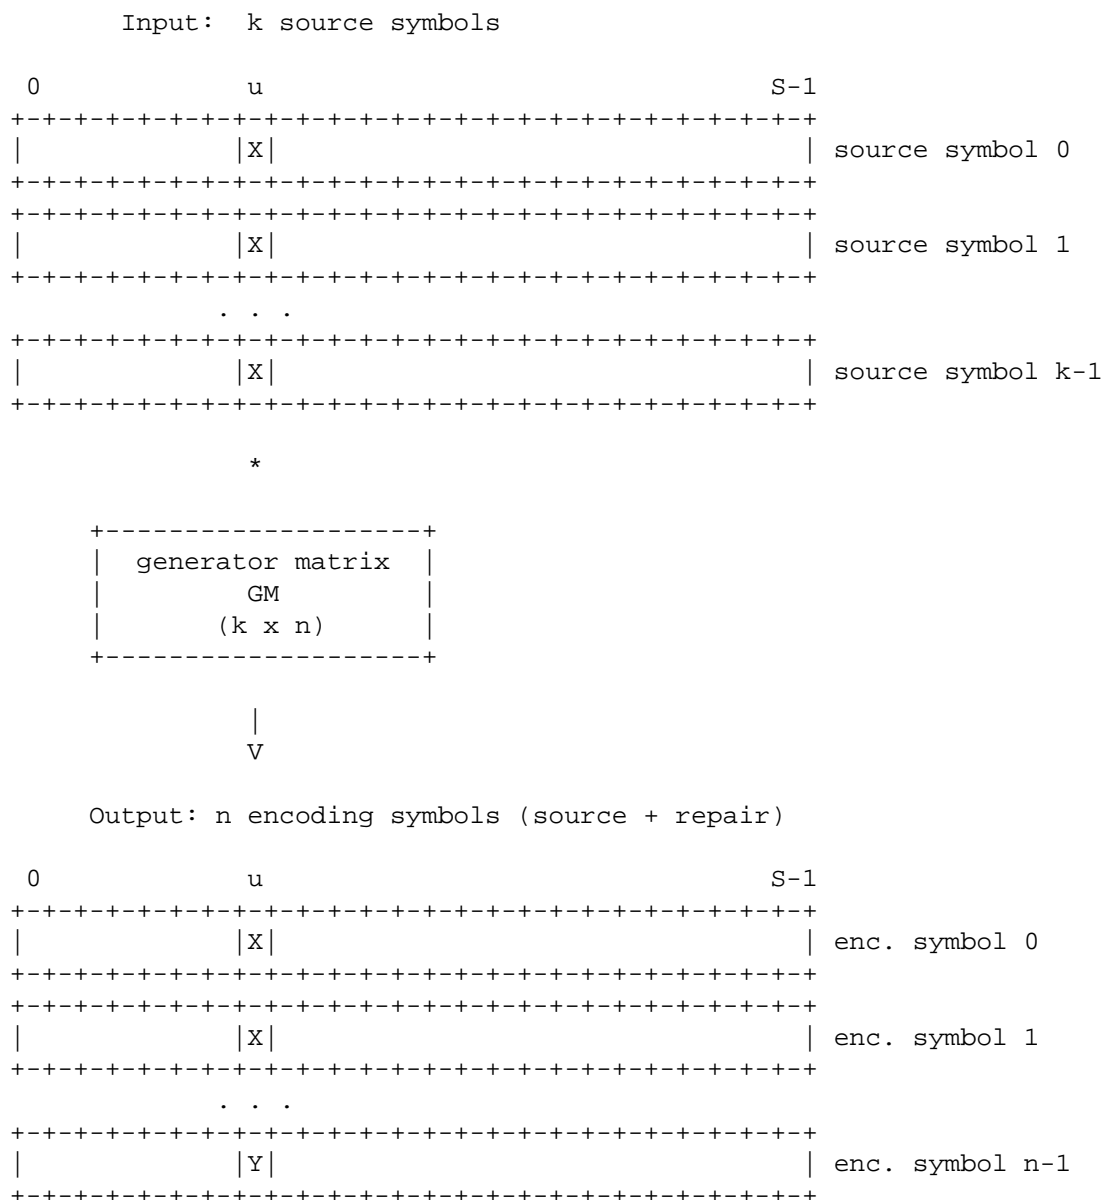 Input:  k source symbols
 0             u                                S-1
+-+-+-+-+-+-+-+-+-+-+-+-+-+-+-+-+-+-+-+-+-+-+-+-+-+
|             |X|                                 | source symbol 0
+-+-+-+-+-+-+-+-+-+-+-+-+-+-+-+-+-+-+-+-+-+-+-+-+-+
+-+-+-+-+-+-+-+-+-+-+-+-+-+-+-+-+-+-+-+-+-+-+-+-+-+
|             |X|                                 | source symbol 1
+-+-+-+-+-+-+-+-+-+-+-+-+-+-+-+-+-+-+-+-+-+-+-+-+-+
. . .
+-+-+-+-+-+-+-+-+-+-+-+-+-+-+-+-+-+-+-+-+-+-+-+-+-+
|             |X|                                 | source symbol k-1
+-+-+-+-+-+-+-+-+-+-+-+-+-+-+-+-+-+-+-+-+-+-+-+-+-+
*
+--------------------+
|  generator matrix  |
|         GM         |
|       (k x n)      |
+--------------------+
|
V
Output: n encoding symbols (source + repair)
 0             u                                S-1
+-+-+-+-+-+-+-+-+-+-+-+-+-+-+-+-+-+-+-+-+-+-+-+-+-+
|             |X|                                 | enc. symbol 0
+-+-+-+-+-+-+-+-+-+-+-+-+-+-+-+-+-+-+-+-+-+-+-+-+-+
+-+-+-+-+-+-+-+-+-+-+-+-+-+-+-+-+-+-+-+-+-+-+-+-+-+
|             |X|                                 | enc. symbol 1
+-+-+-+-+-+-+-+-+-+-+-+-+-+-+-+-+-+-+-+-+-+-+-+-+-+
. . .
+-+-+-+-+-+-+-+-+-+-+-+-+-+-+-+-+-+-+-+-+-+-+-+-+-+
|             |Y|                                 | enc. symbol n-1
+-+-+-+-+-+-+-+-+-+-+-+-+-+-+-+-+-+-+-+-+-+-+-+-+-+